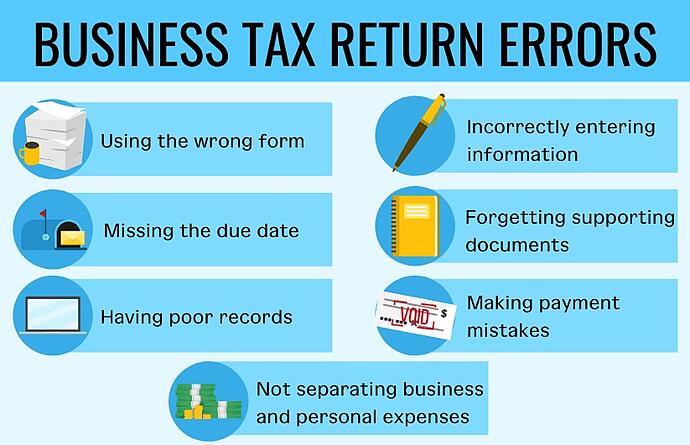 BUSINESS TAX RETURN ERRORS
Using the wrong form
Missing the due date
Having poor records
Incorrectly entering
information
Forgetting supporting
documents
VOID
$
Making payment
mistakes
Not separating business
and personal expenses